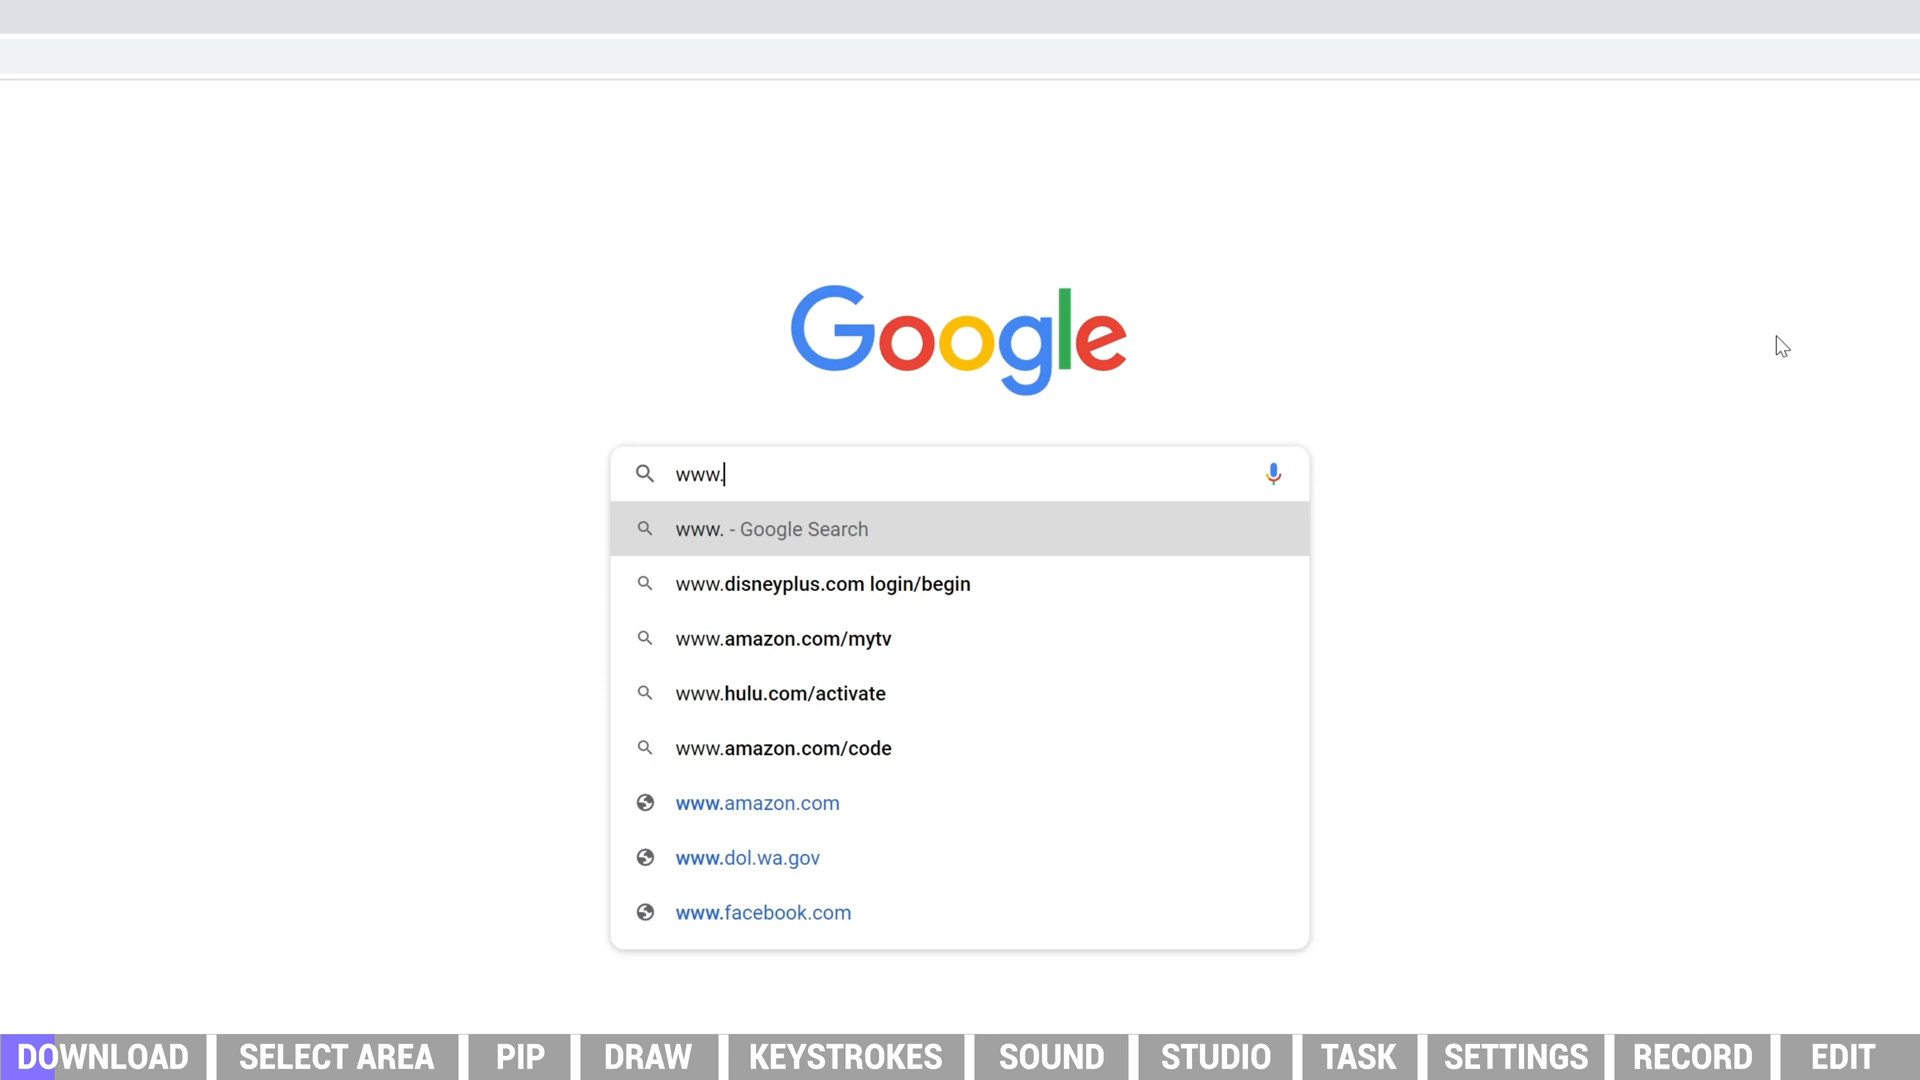 Google
www.
www. - Google Search
www.disneyplus.com login/begin
www.amazon.com/mytv
www.hulu.com/activate
www.amazon.com/code
www.amazon.com
www.dol.wa.gov
www.facebook.com
DOWNLOAD SELECT AREA PIP DRAW KEYSTROKES SOUND STUDIO TASK SETTINGS RECORD EDIT